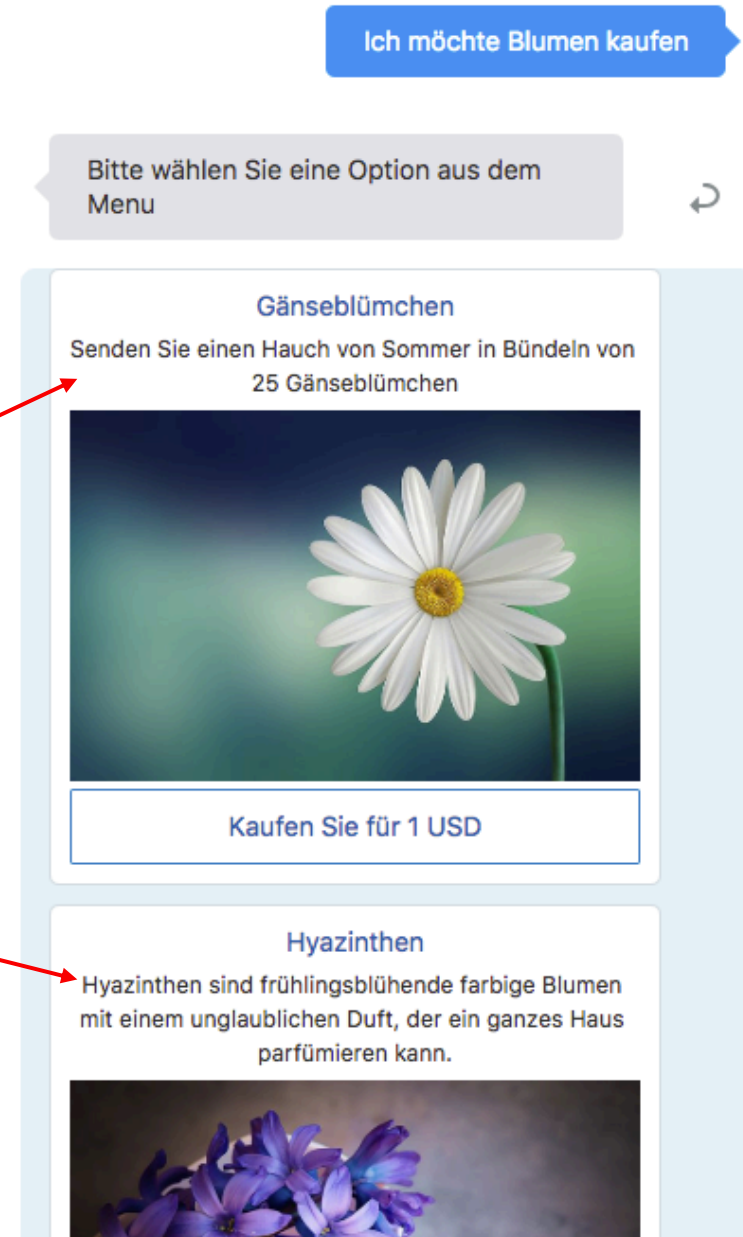 Ich möchte Blumen kaufen
Bitte wählen Sie eine Option aus dem
Menu
Gänseblümchen
Senden Sie einen Hauch von Sommer in Bündeln von
25 Gänseblümchen
Kaufen Sie für 1 USD
Hyazinthen
Hyazinthen sind frühlingsblühende farbige Blumen
mit einem unglaublichen Duft, der ein ganzes Haus
parfümieren kann.